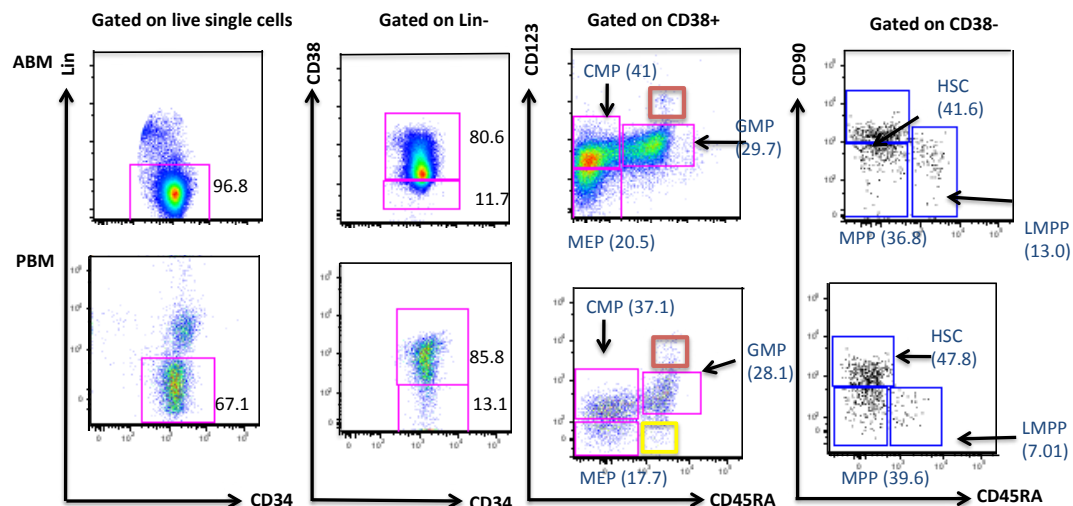 Gated on live single cells
Gated on Lin-
Gated on CD38+
Gated on CD38-
ABM
Lin
CD38
CD123
CD90
96.8
80.6
11.7
CMP (41)
GMP
(29.7)
MEP (20.5)
HSC
(41.6)
LMPP
(13.0)
MPP (36.8)
PBM
67.1
85.8
13.1
CMP (37.1)
GMP
(28.1)
MEP (17.7)
HSC
(47.8)
LMPP
(7.01)
MPP (39.6)
CD34
CD34
CD45RA
CD45RA